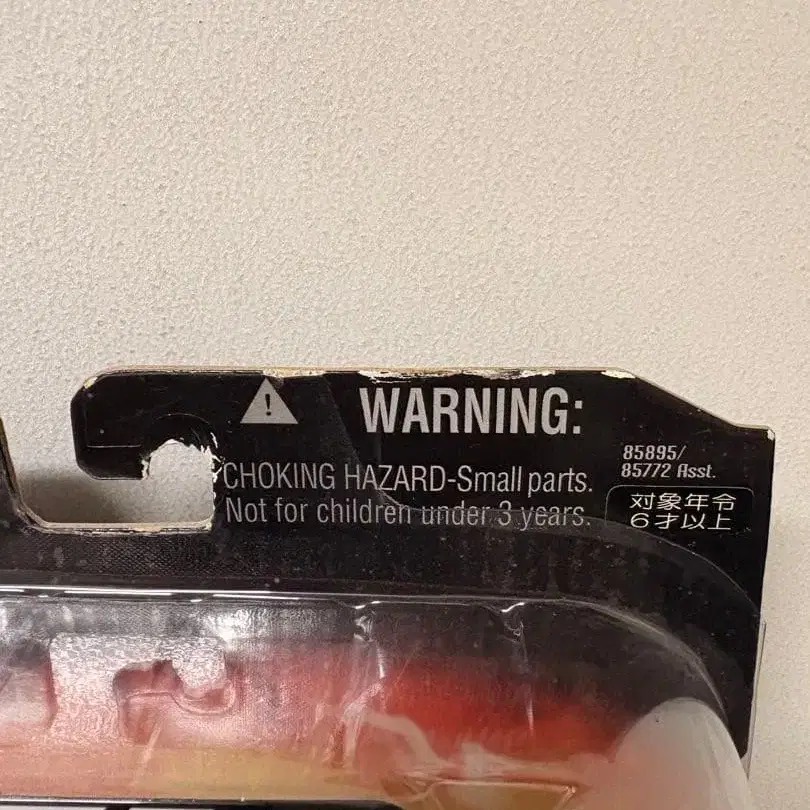 WARNING:
CHOKING HAZARD-Small parts.
Not for children under 3 years.
85895/
85772 Asst.
対象年令
6才以上